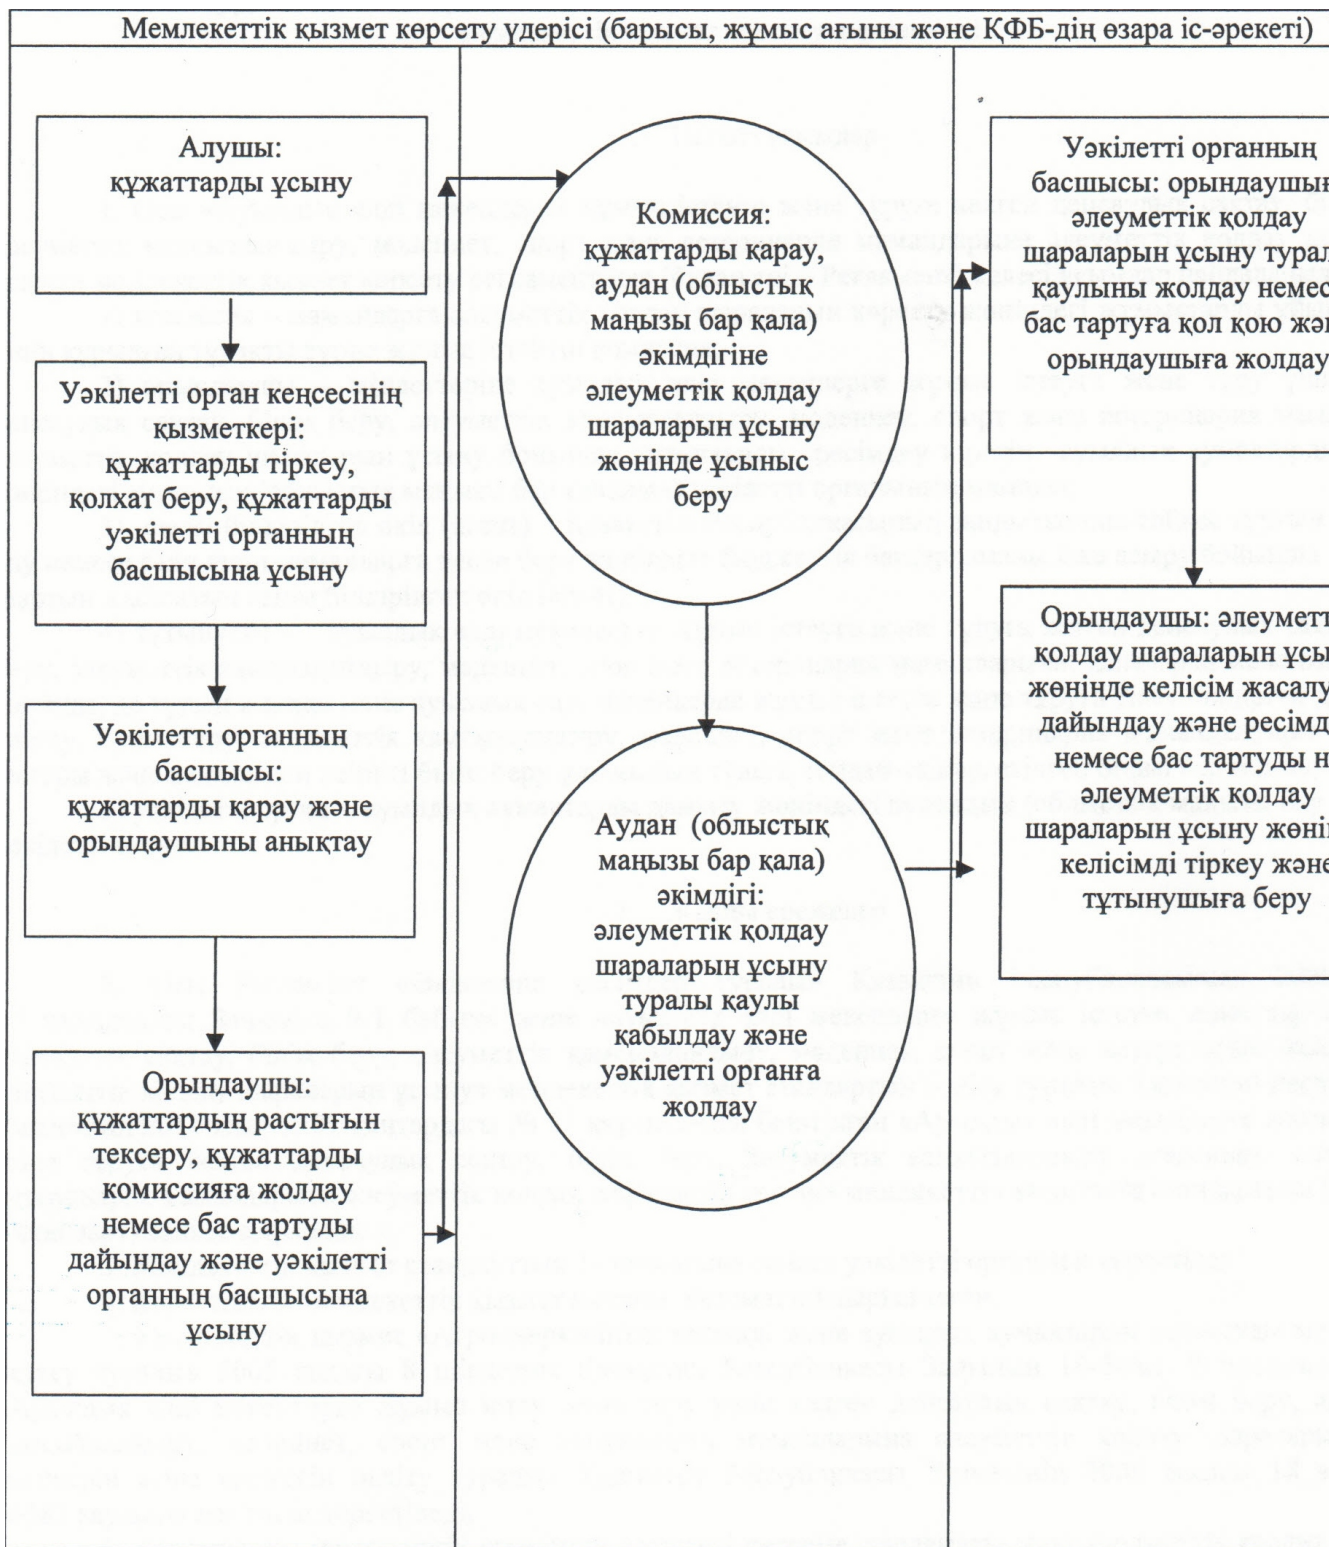 Мемлекеттік қызмет көрсету үдерісі (барысы, жұмыс ағыны және ҚФБ-дің өзара іс-әрекеті)
Алушы:
құжаттарды ұсыну
Уәкілетті орган кеңсесінің
қызметкері:
құжаттарды тіркеу,
қолхат беру, құжаттарды
уәкілетті органның
басшысына ұсыну
Уәкілетті органның
басшысы:
құжаттарды қарау және
орындаушыны анықтау
Орындаушы:
құжаттардың растығын
тексеру, құжаттарды
комиссияға жолдау
немесе бас тартуды
дайындау және уәкілетті
органның басшысына
ұсыну
Комиссия:
құжаттарды қарау,
аудан (облыстық
маңызы бар қала)
әкімдігіне
әлеуметтік қолдау
шараларын ұсыну
жөнінде ұсыныс
беру
Аудан (облыстық
маңызы бар қала)
әкімдігі:
әлеуметтік қолдау
шараларын ұсыну
туралы қаулы
қабылдау және
уәкілетті органға
жолдау
Уәкілетті органның
басшысы: орындаушыға
әлеуметтік қолдау
шараларын ұсыну турал
қаулыны жолдау немес
бас тартуға қол қою жән
орындаушыға жолдау
Орындаушы: әлеуметт
қолдау шараларын ұсы
жөнінде келісім жасалу
дайындау және ресімд
немесе бас тартуды н
әлеуметтік қолдау
шараларын ұсыну жөнін
келісімді тіркеу және
тұтынушыға беру